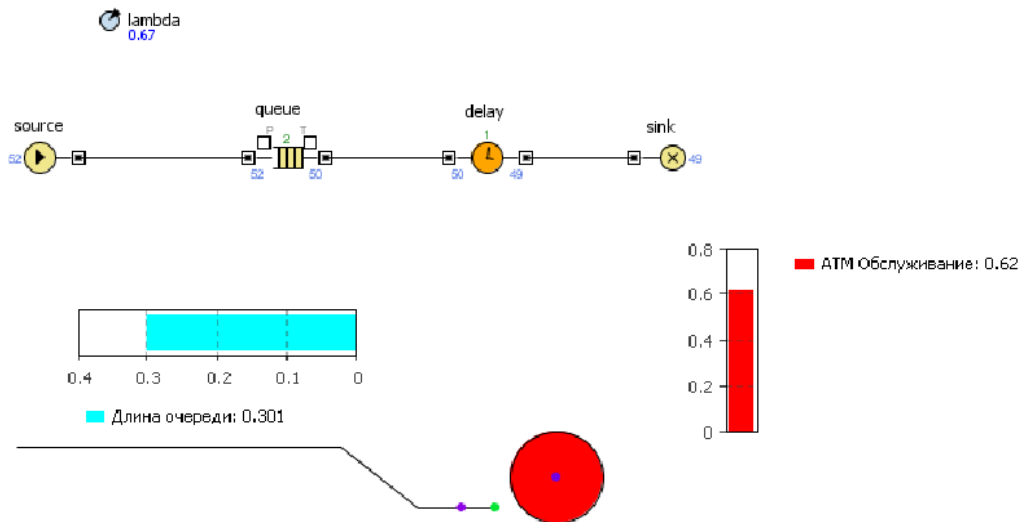 lambda
0.67
source
queue
delay
sink
P T
2
1
52
52
50
50
49
49
0.8
0.6
0.4
0.2
0
ATM Обслуживание: 0.62
0.4 0.3 0.2 0.1 0
Длина очереди: 0.301